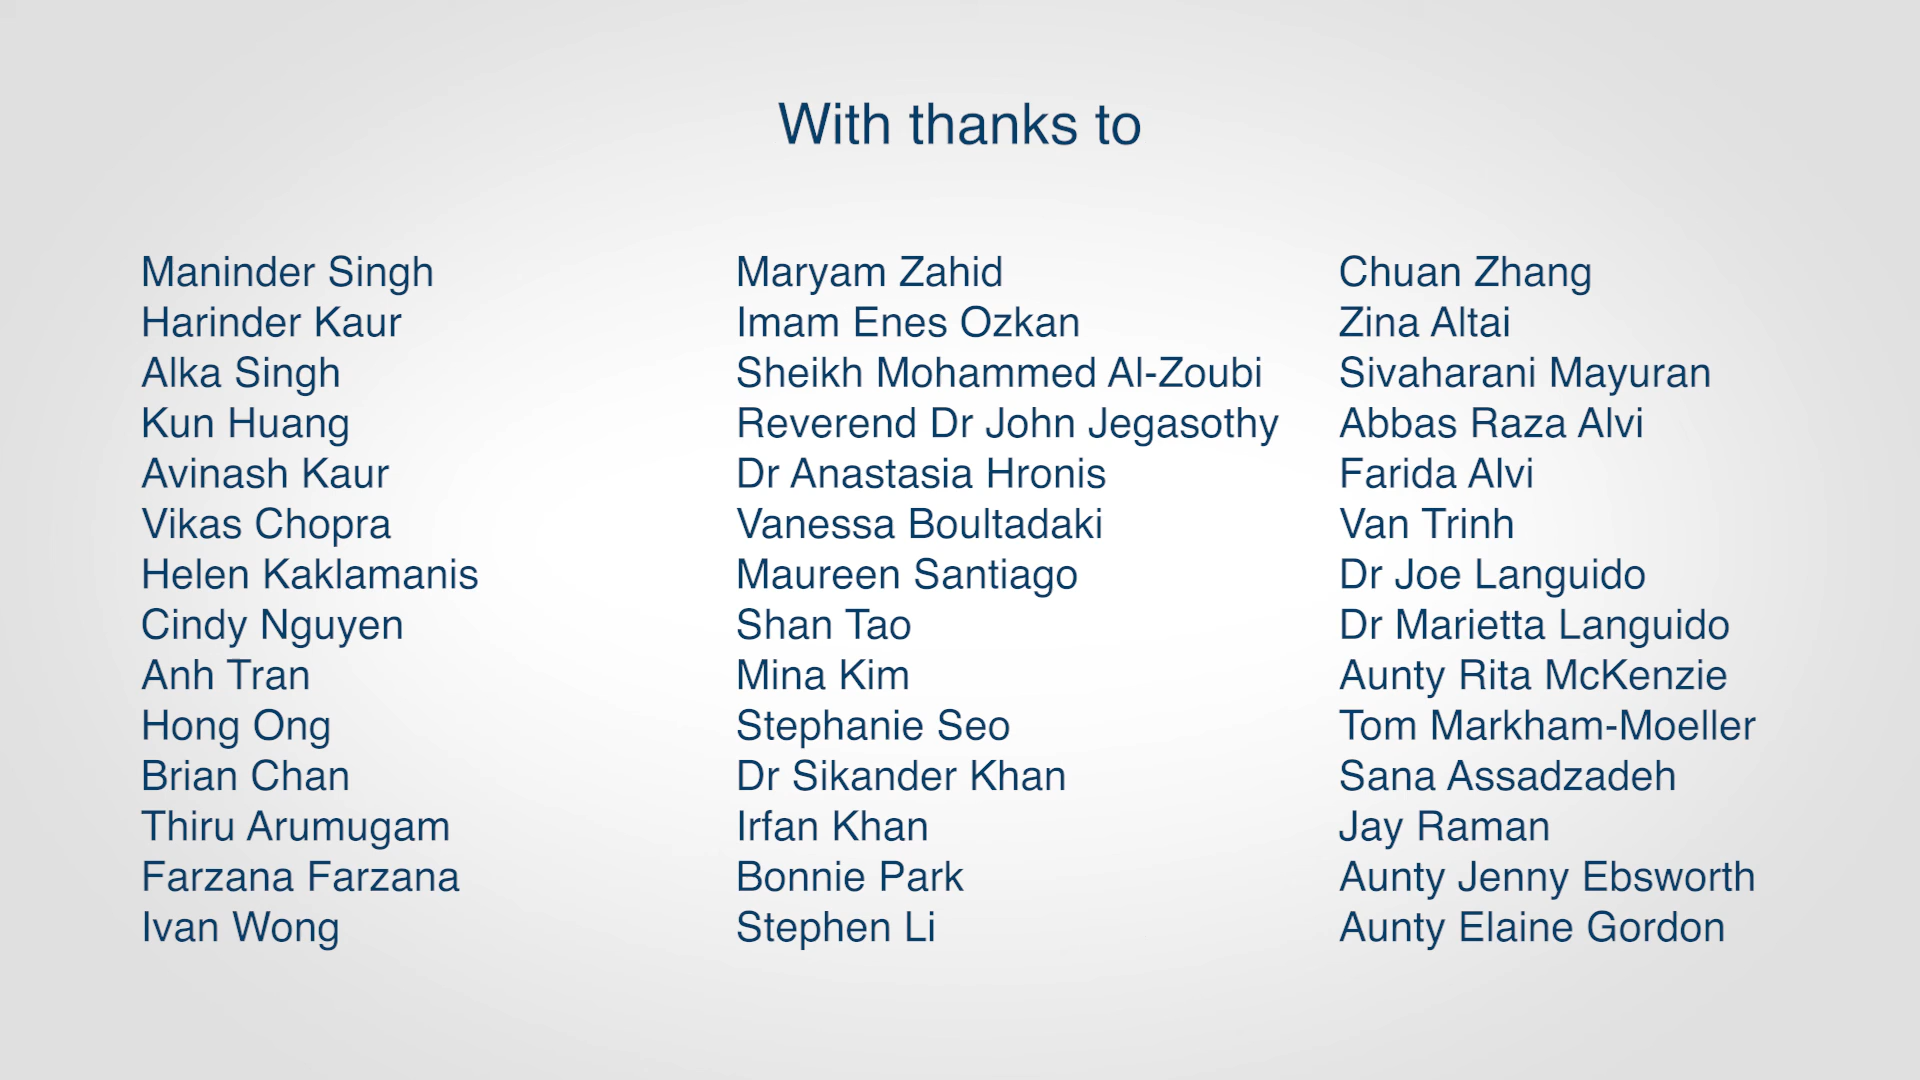 With thanks to
Maninder Singh
Harinder Kaur
Alka Singh
Kun Huang
Avinash Kaur
Vikas Chopra
Helen Kaklamanis
Cindy Nguyen
Anh Tran
Hong Ong
Brian Chan
Thiru Arumugam
Farzana Farzana
Ivan Wong
Maryam Zahid
Imam Enes Ozkan
Sheikh Mohammed Al-Zoubi
Reverend Dr John Jegasothy
Dr Anastasia Hronis
Vanessa Boultadaki
Maureen Santiago
Shan Tao
Mina Kim
Stephanie Seo
Dr Sikander Khan
Irfan Khan
Bonnie Park
Stephen Li
Chuan Zhang
Zina Altai
Sivaharani Mayuran
Abbas Raza Alvi
Farida Alvi
Van Trinh
Dr Joe Languido
Dr Marietta Languido
Aunty Rita McKenzie
Tom Markham-Moeller
Sana Assadzadeh
Jay Raman
Aunty Jenny Ebsworth
Aunty Elaine Gordon